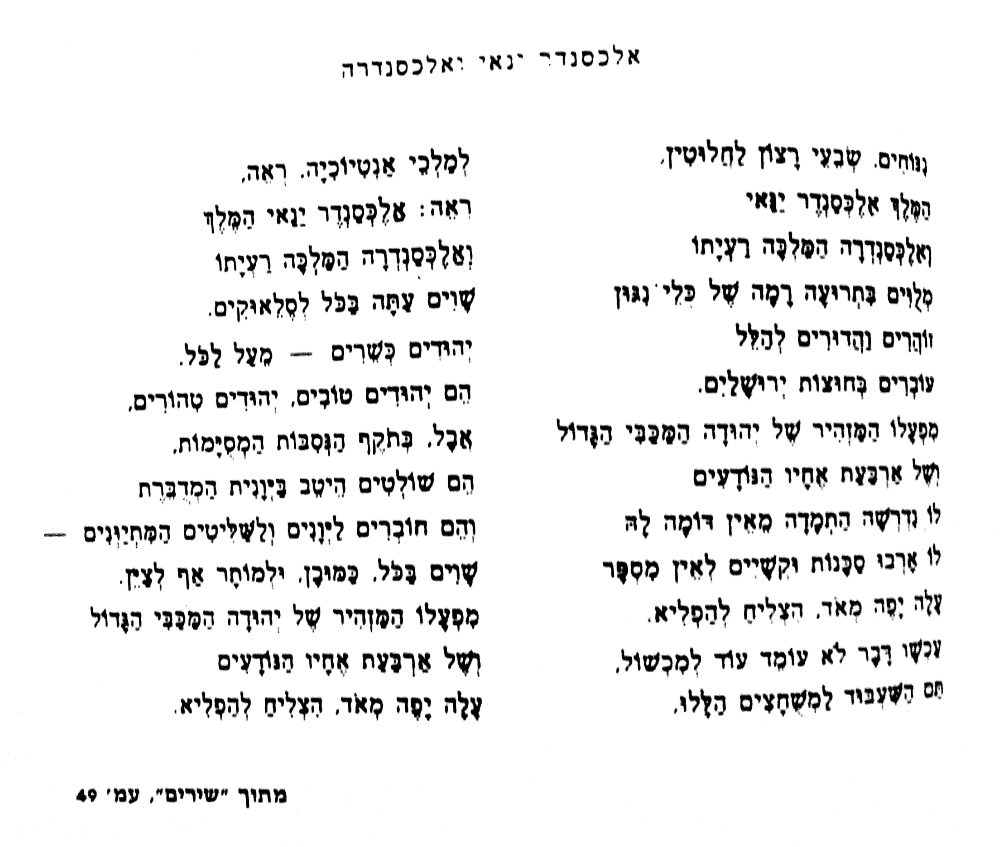 אלכסנדר ינאי ואלכסנדרה
נִנּוֹחִים, שְׂבֵעֵי רָצוֹן לַחֲלוּטִין,
הַמֶּלֶךְ אֲלֶכְּסַנְדֶר יַנַּאי
וַאֲלֶכְּסַנְדְרָה הַמַּלְכָּה רַעְיָתוֹ
מְלֻוִּים בִּתְרוּעָה רָמָה שֶׁל כְּלֵי נִגּוּן
זוֹהֲרִים וַהֲדוּרִים לְהַלֵּל
עוֹבְרִים בְּחוּצוֹת יְרוּשָׁלַיִם.
מִפְעָלוֹ הַמַּזְהִיר שֶׁל יְהוּדָה הַמַּכַּבִּי הַגָּדוֹל
וְשֶׁל אַרְבַּעַת אֶחָיו הַנּוֹדָעִים
לוֹ נִדְרְשָׁה הַתְמָדָה מֵאֵין דּוֹמֶה לָהּ
לוֹ אָרְבוּ סַכָּנוֹת וּקְשָׁיִים לְאֵין מִסְפָּר
עָלָה יָפֶה מְאֹד, הִצְלִיחַ לְהַפְלִיא.
עַכְשָׁו דָּבָר לֹא עוֹמֵד עוֹד לְמִכְשׁוֹל,
תַּם הַשִּׁעְבּוּד לַמְשֻׁחָצִים הַלָּלוּ,
לְמַלְכֵי אַנְטִיוֹכְיָה. רְאֵה,
רְאֵה: אֲלֶכְּסַנְדֶר יַנַּאי הַמֶּלֶךְ
וַאֲלֶכְּסַנְדְרָה הַמַּלְכָּה רַעְיָתוֹ
שָׁוִים עַתָּה בַּכֹּל לְסֶלֵאוּקִים.
יְהוּדִים כְּשֵׁרִים — מֵעַל לַכֹּל.
הֵם יְהוּדִים טוֹבִים, יְהוּדִים טְהוֹרִים,
אֲבָל, בְּתֹקֶף הַנְּסִבּוֹת הַמְסֻיָּמוֹת,
הֵם שׁוֹלְטִים הֵיטֵב בַּיְּוָנִית הַמְדֻבֶּרֶת
וְהֵם חוֹבְרִים לַיְּוָנִים וְלַשַּׁלִּיטִים הַמִּתְיַוְּנִים —
שָׁוִים בַּכֹּל, כַּמּוּבָן, וּלְמוֹתָר אַף לְצַיֵּן.
מִפְעָלוֹ הַמַּזְהִיר שֶׁל יְהוּדָה הַמַּכַּבִּי הַגָּדוֹל
וְשֶׁל אַרְבַּעַת אֶחָיו הַנּוֹדָעִים
עָלָה יָפֶה מְאֹד, הִצְלִיחַ לְהַפְלִיא.
מתוך "שירים", עמ' 49